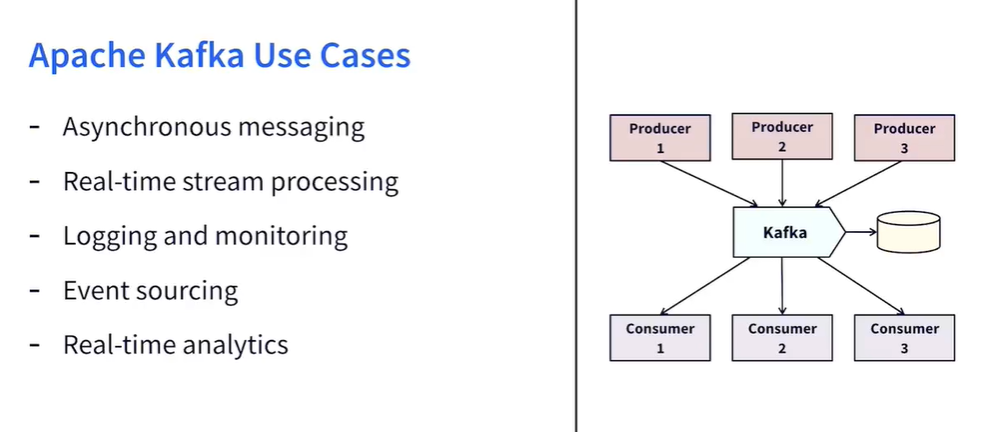 Apache Kafka Use Cases
- Asynchronous messaging
- Real-time stream processing
- Logging and monitoring
- Event sourcing
- Real-time analytics
Producer
1
Producer
2
Producer
3
Kafka
Consumer
1
Consumer
2
Consumer
3